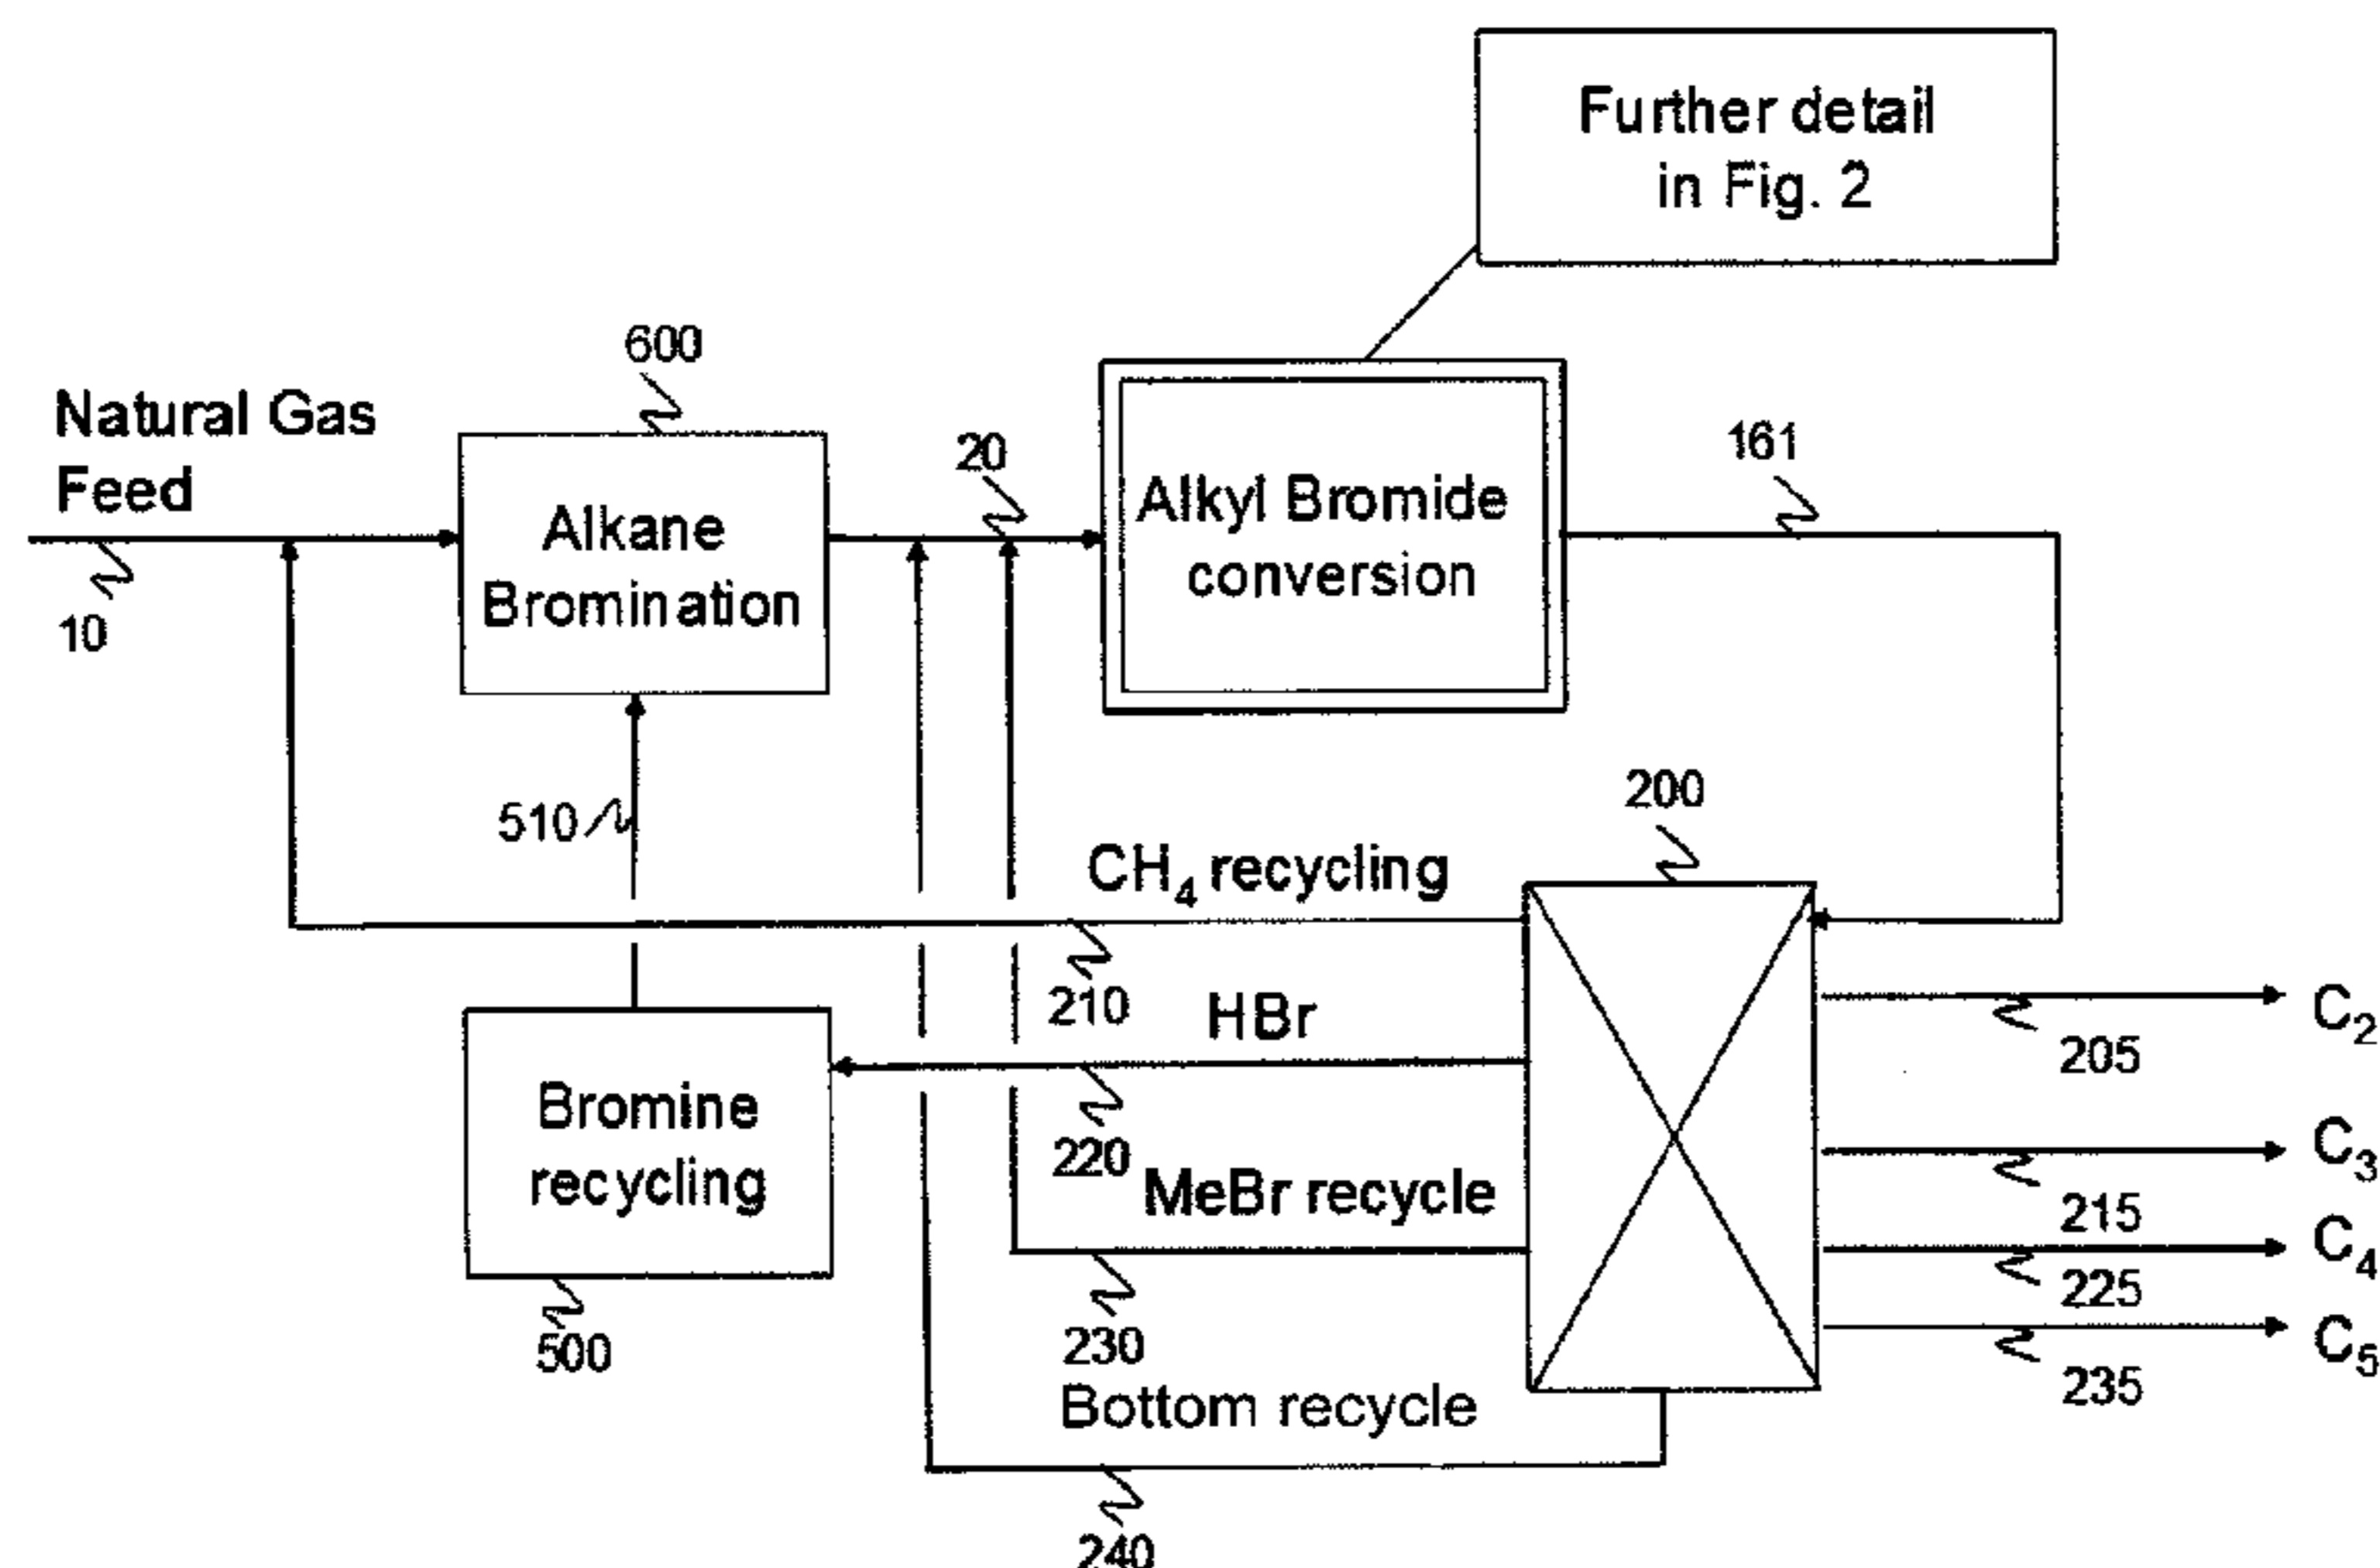 Further detail
in Fig. 2
600
Natural Gas
Feed
20
161
Alkane
Bromination
Alkyl Bromide
conversion
10
510
200
CH₄ recycling
210
HBr
C₂
205
Bromine
recycling
220
MeBr recycle
C₃
215
C₄
225
500
230
C₅
235
Bottom recycle
240